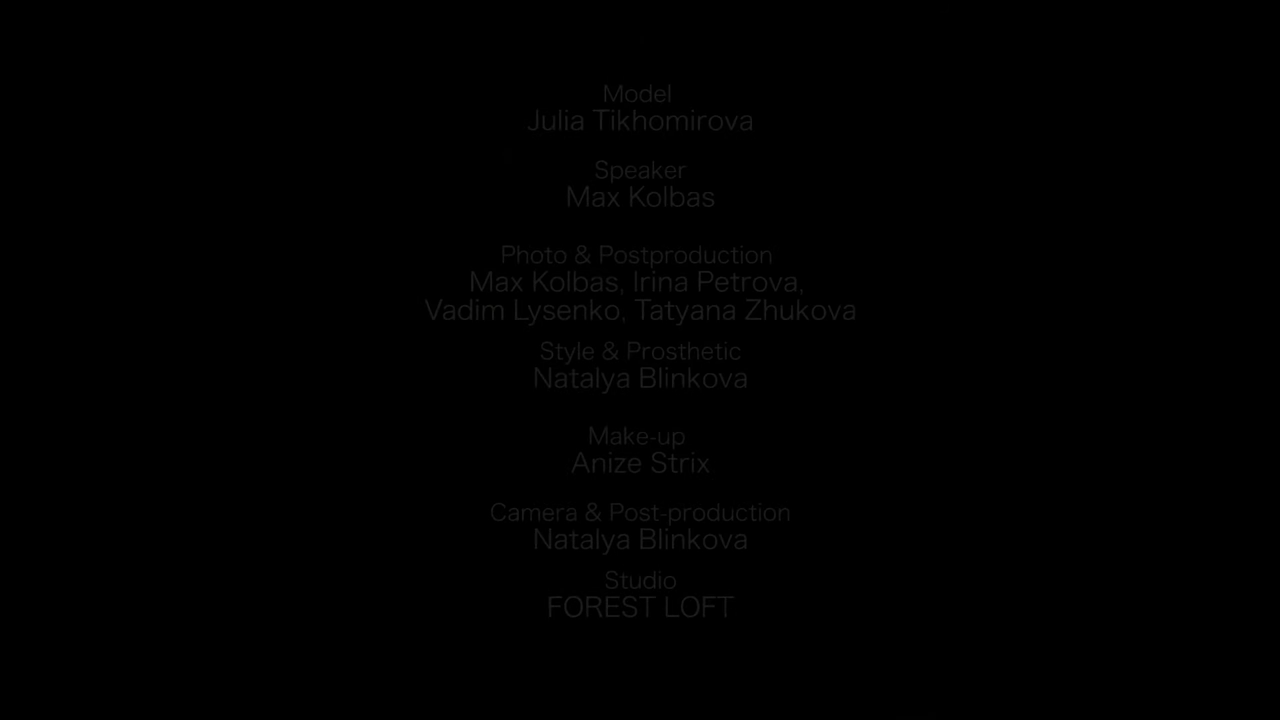 Model
Julia Tikhomirova
Speaker
Max Kolbas
Photo & Postproduction
Max Kolbas, Irina Petrova,
Vadim Lysenko, Tatyana Zhukova
Style & Prosthetic
Natalya Blinkova
Make-up
Anize Strix
Camera & Post-production
Natalya Blinkova
Studio
FOREST LOFT